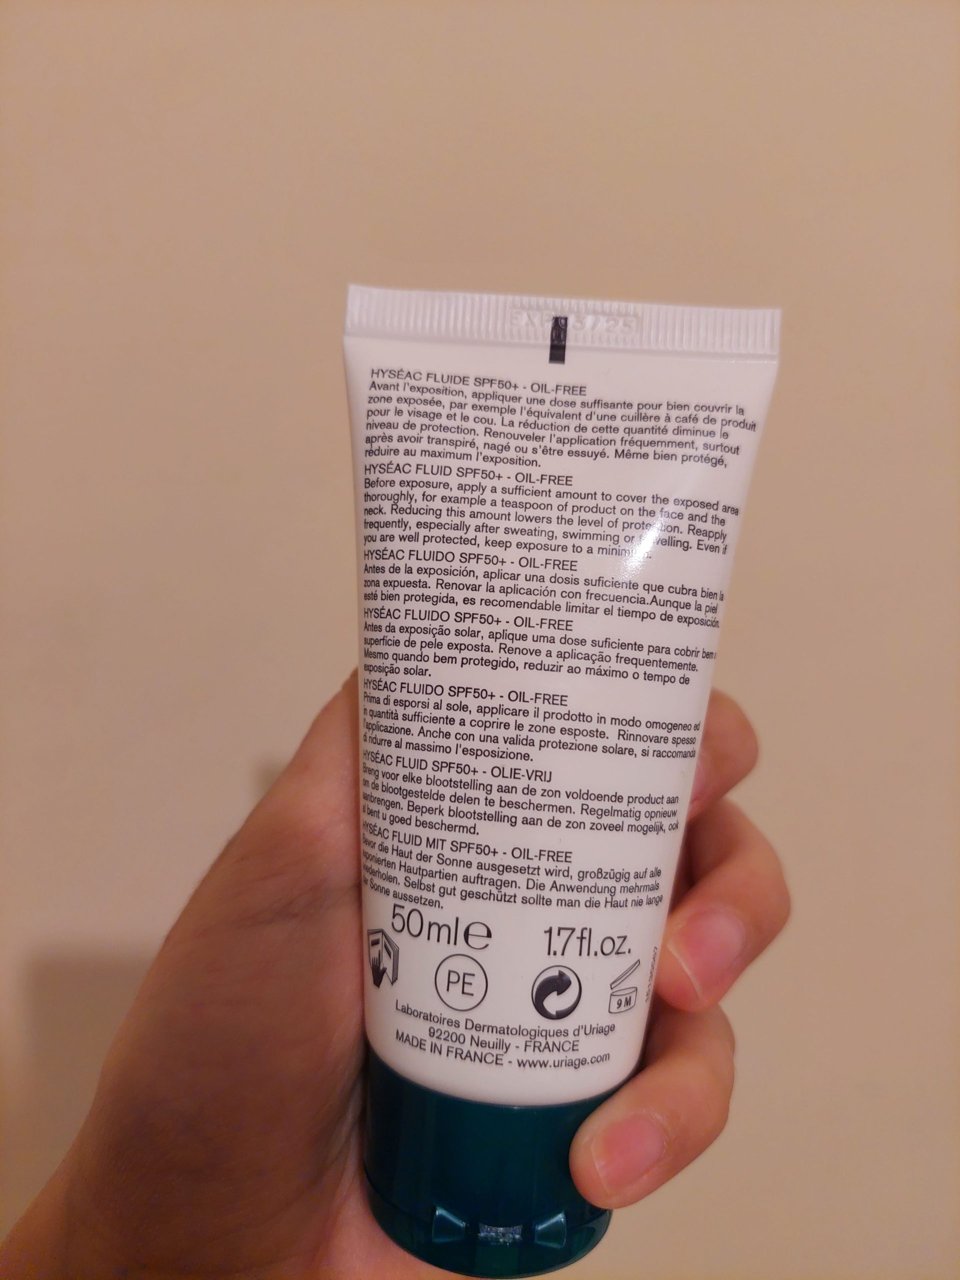 HYSÉAC FLUIDE SPF50+ - OIL-FREE
Avant l'exposition, appliquer une dose suffisante pour bien couvrir la
zone exposée, par exemple l'équivalent d'une cuillère à café de produit
pour le visage et le cou. La réduction de cette quantité diminue le
niveau de protection. Renouveler l'application fréquemment, surtout
après avoir transpiré, nagé ou s'être essuyé. Même bien protégé,
réduire au maximum l'exposition.
HYSÉAC FLUID SPF50+ - OIL-FREE
Before exposure, apply a sufficient amount to cover the exposed area
thoroughly, for example a teaspoon of product on the face and the
neck. Reducing this amount lowers the level of protection. Reapply
frequently, especially after sweating, swimming or Even if
you are well protected, keep exposure to a
HYSÉAC FLUIDO SPF50+ - OIL-FREE
Antes de la exposición, aplicar una dosis suficiente que cubra bien la
zona expuesta. Renovar la aplicación con frecuencia.Aunque la piel
esté bien protegida, es recomendable limitar el tiempo de exposición.
HYSÉAC FLUIDO SPF50+ - OIL-FREE
Antes da exposição solar, aplique uma dose suficiente para cobrir bem a
superfície de pele exposta. Renove a aplicação frequentemente.
Mesmo quando bem protegido, reduzir ao máximo o tempo de
exposição solar.
HYSÉAC FLUIDO SPF50+ - OIL-FREE
Prima di esporsi al sole, applicare il prodotto in modo omogeneo ed
in quantità sufficiente a coprire le zone esposte. Rinnovare spesso
l'applicazione. Anche con una valida protezione solare, si raccomanda
di ridurre al massimo l'esposizione.
HYSÉAC FLUID SPF50+ - OLIE-VRIJ
Breng voor elke blootstelling aan de zon voldoende product aan
om de blootgestelde delen te beschermen. Regelmatig opnieuw
aanbrengen. Beperk blootstelling aan de zon zoveel mogelijk, ook
al bent u goed beschermd.
HYSÉAC FLUID MIT SPF50+ - OIL-FREE
Bevor die Haut der Sonne ausgesetzt wird, großzügig auf alle
exponierten Hautpartien auftragen. Die Anwendung mehrmals
wiederholen. Selbst gut geschützt sollte man die Haut nie lange
der Sonne aussetzen.
50ml℮ 1.7fl.oz.
PE 9 M
Laboratoires Dermatologiques d'Uriage
92200 Neuilly - FRANCE
MADE IN FRANCE - www.uriage.com